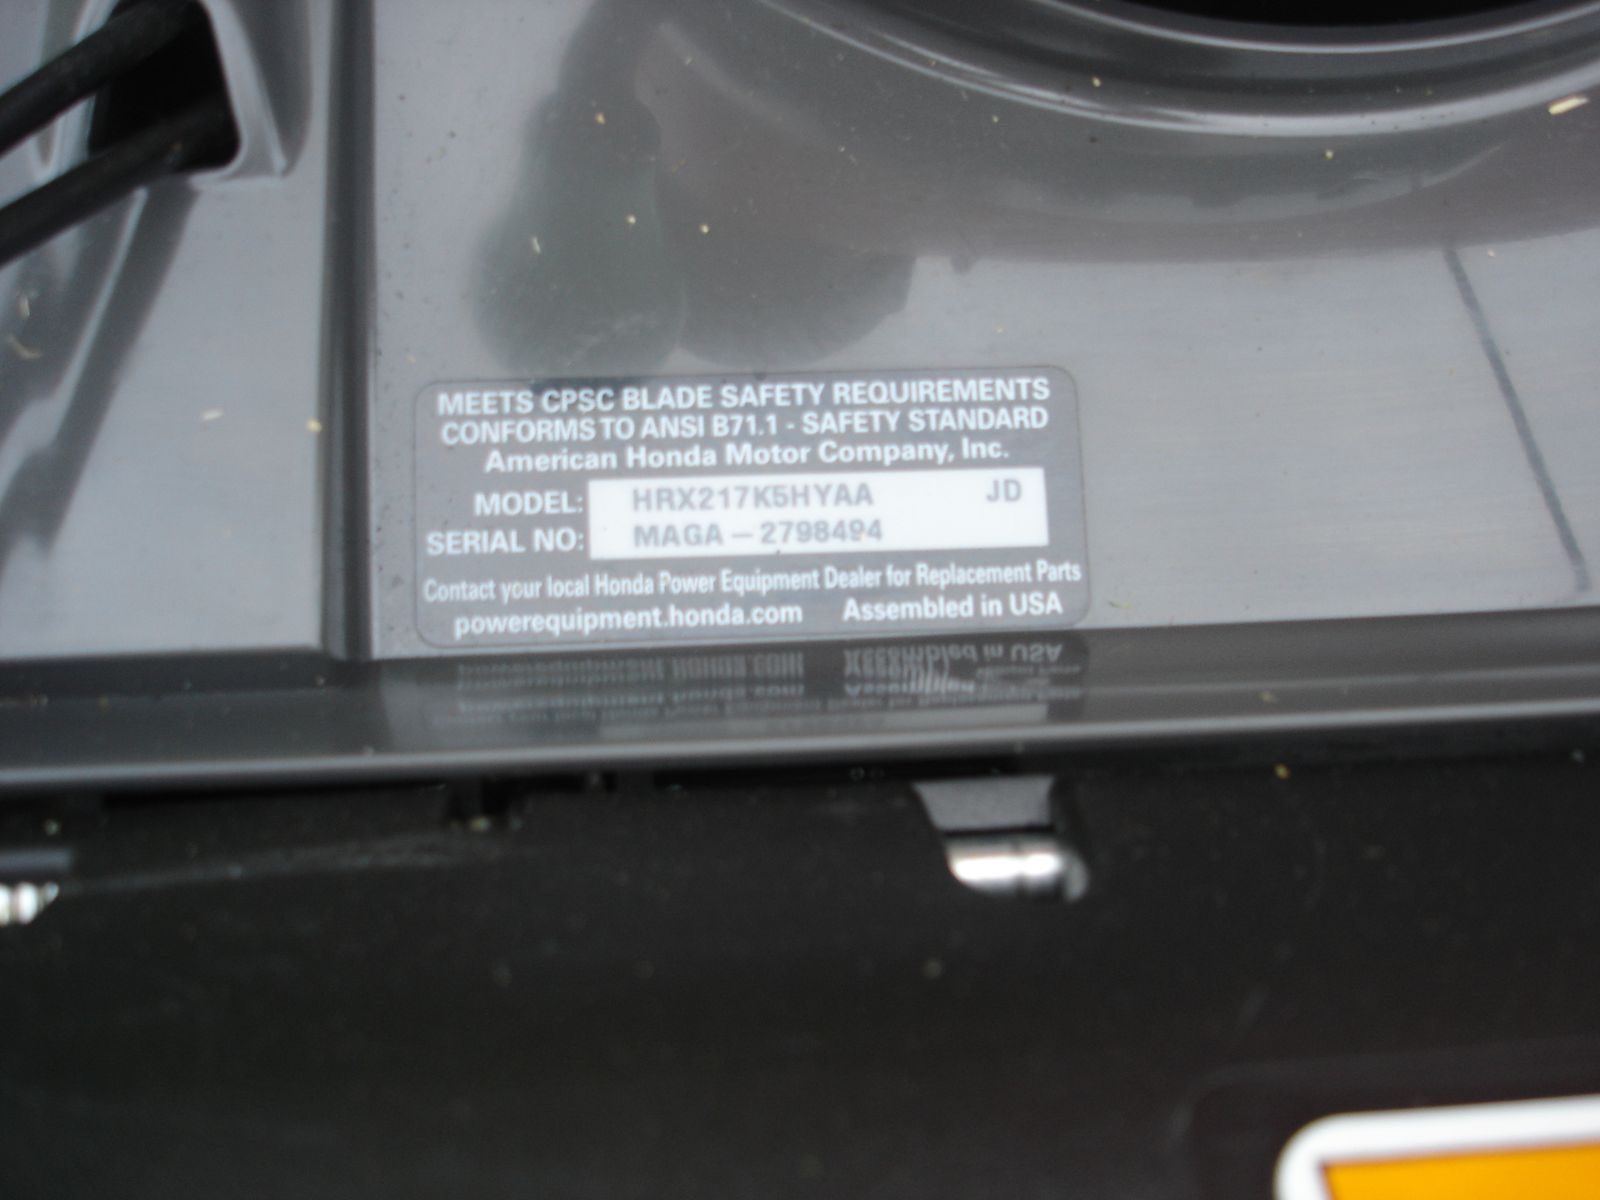 MEETS CPSC BLADE SAFETY REQUIREMENTS
CONFORMS TO ANSI B71.1 - SAFETY STANDARD
American Honda Motor Company, Inc.
MODEL: HRX217K5HYAA JD
SERIAL NO: MAGA – 2798494
Contact your local Honda Power Equipment Dealer for Replacement Parts
powerequipment.honda.com Assembled in USA